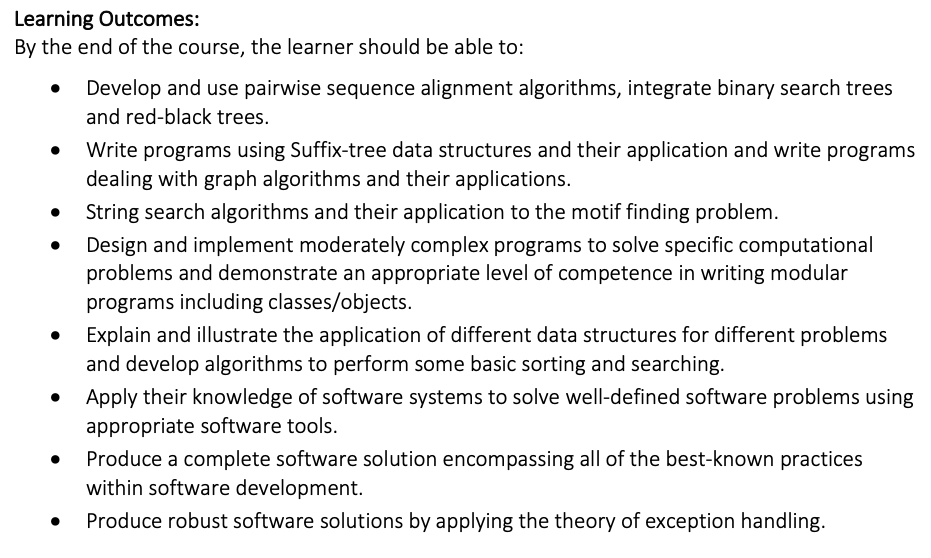 Learning Outcomes:
By the end of the course, the learner should be able to:
• Develop and use pairwise sequence alignment algorithms, integrate binary search trees
and red-black trees.
• Write programs using Suffix-tree data structures and their application and write programs
dealing with graph algorithms and their applications.
• String search algorithms and their application to the motif finding problem.
• Design and implement moderately complex programs to solve specific computational
problems and demonstrate an appropriate level of competence in writing modular
programs including classes/objects.
• Explain and illustrate the application of different data structures for different problems
and develop algorithms to perform some basic sorting and searching.
• Apply their knowledge of software systems to solve well-defined software problems using
appropriate software tools.
• Produce a complete software solution encompassing all of the best-known practices
within software development.
• Produce robust software solutions by applying the theory of exception handling.